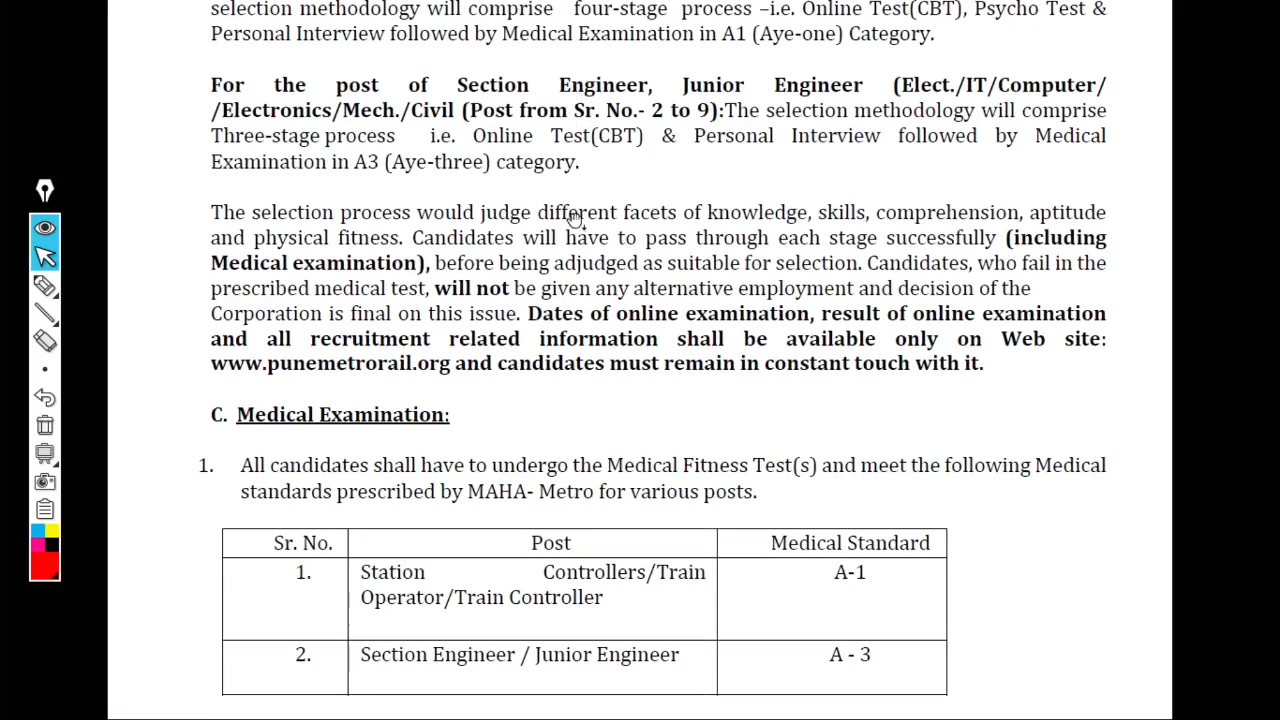 selection methodology will comprise four-stage process –i.e. Online Test(CBT), Psycho Test &
Personal Interview followed by Medical Examination in A1 (Aye-one) Category.
For the post of Section Engineer, Junior Engineer (Elect./IT/Computer/
/Electronics/Mech./Civil (Post from Sr. No.- 2 to 9):The selection methodology will comprise
Three-stage process i.e. Online Test(CBT) & Personal Interview followed by Medical
Examination in A3 (Aye-three) category.
The selection process would judge different facets of knowledge, skills, comprehension, aptitude
and physical fitness. Candidates will have to pass through each stage successfully (including
Medical examination), before being adjudged as suitable for selection. Candidates, who fail in the
prescribed medical test, will not be given any alternative employment and decision of the
Corporation is final on this issue. Dates of online examination, result of online examination
and all recruitment related information shall be available only on Web site:
www.punemetrorail.org and candidates must remain in constant touch with it.
C. Medical Examination:
1. All candidates shall have to undergo the Medical Fitness Test(s) and meet the following Medical
standards prescribed by MAHA- Metro for various posts.
Sr. No. Post Medical Standard
1. Station Controllers/Train A-1
Operator/Train Controller
2. Section Engineer / Junior Engineer A - 3